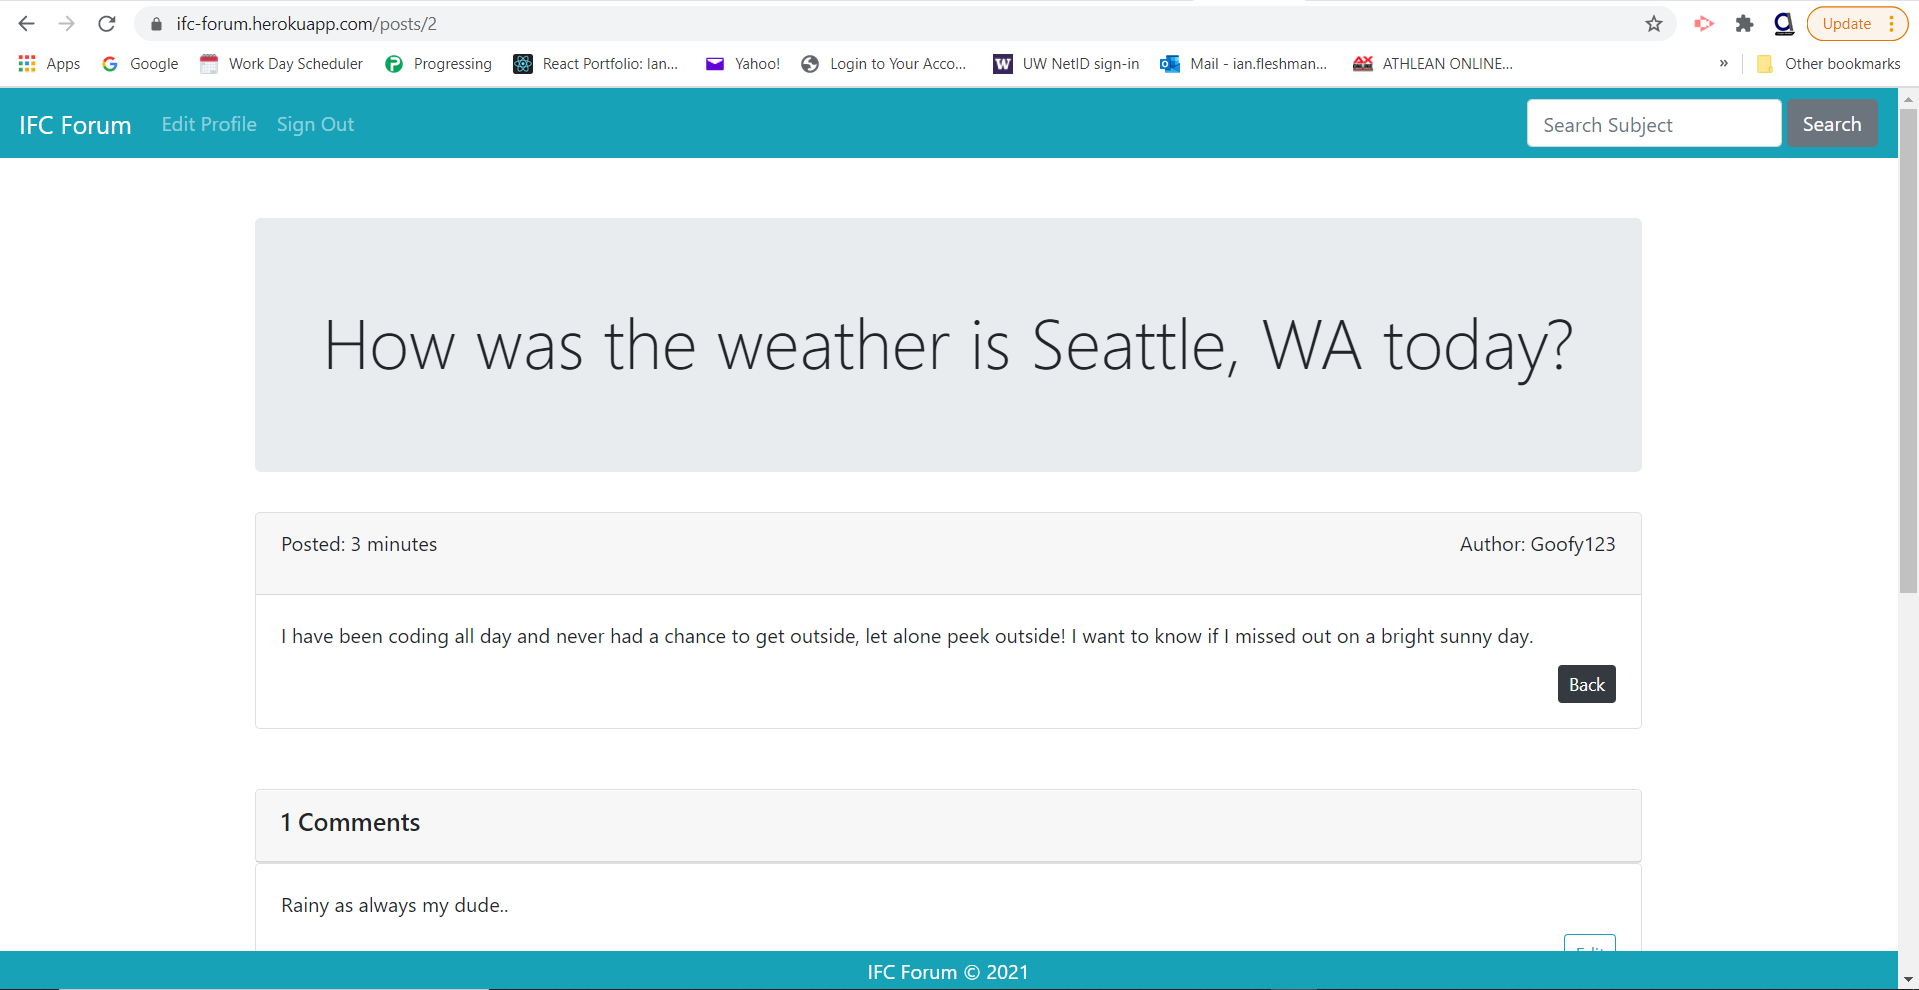 ifc-forum.herokuapp.com/posts/2
Update
Apps Google Work Day Scheduler Progressing React Portfolio: Ian... Yahoo! Login to Your Acco... UW NetID sign-in Mail - ian.fleshman... ATHLEAN ONLINE... » Other bookmarks
IFC Forum Edit Profile Sign Out Search Subject Search
How was the weather is Seattle, WA today?
Posted: 3 minutes Author: Goofy123
I have been coding all day and never had a chance to get outside, let alone peek outside! I want to know if I missed out on a bright sunny day.
Back
1 Comments
Rainy as always my dude..
IFC Forum © 2021